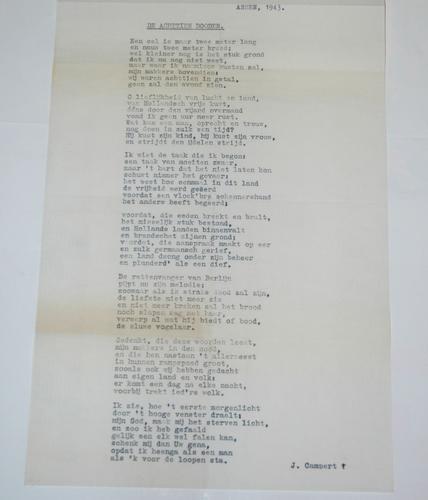 ASSEN, 1943.
DE ACHTTIEN DOODEN.
Een cel is maar twee meter lang
en nauw twee meter breed;
wel kleiner nog is het stuk grond
dat ik nu nog niet weet,
maar waar ik naamloos rusten zal,
mijn makkers bovendien;
wij waren achttien in getal,
geen zal den avond zien.
O lieflijkheid van lucht en land,
van Hollandsch vrije kust,
ééns door den vijand overmand
vond ik geen uur meer rust.
Wat kan een man, oprecht en trouw,
nog doen in zulk een tijd?
Hij kust zijn kind, hij kust zijn vrouw,
en strijdt den ijdelen strijd.
Ik wist de taak die ik begon;
een taak van moeiten zwaar,
maar 't hart dat het niet laten kon
schuwt nimmer het gevaar;
het weet hoe eenmaal in dit land
de vrijheid werd geëerd
voordat een vloek'bre schennershand
het anders heeft begeerd;
voordat, die eeden breekt en bralt,
het misselijk stuk bestond,
en Hollands landen binnenvalt
en brandschat zijnen grond;
voordat, die aanspraak maakt op eer
en zulk germaansch gerief,
een land dwong onder zijn beheer
en plunderd' als een dief.
De rattenvanger van Berlijn
pijpt nu zijn melodie;
zoowaar als ik straks dood zal zijn,
de liefste niet meer zie
en niet meer breken zal het brood
noch slapen mag met haar,
verwerp al wat hij biedt of bood,
de sluwe vogelaar.
Gedenkt, die deze woorden leest,
mijn makkers in den nood,
en die hen nastaan 't allermeest
in hunnen rampspoed groot,
zooals ook wij hebben gedacht
aan eigen land en volk;
er komt een dag na elke nacht,
voorbij trekt ied're wolk.
Ik zie, hoe 't eerste morgenlicht
door 't hooge venster draalt;
mijn God, maak mij het sterven licht,
en zoo ik heb gefaald
gelijk een elk wel falen kan,
schenk mij dan Uw gena,
opdat ik heenga als een man
als 'k voor de loopen sta.
J. Campert †